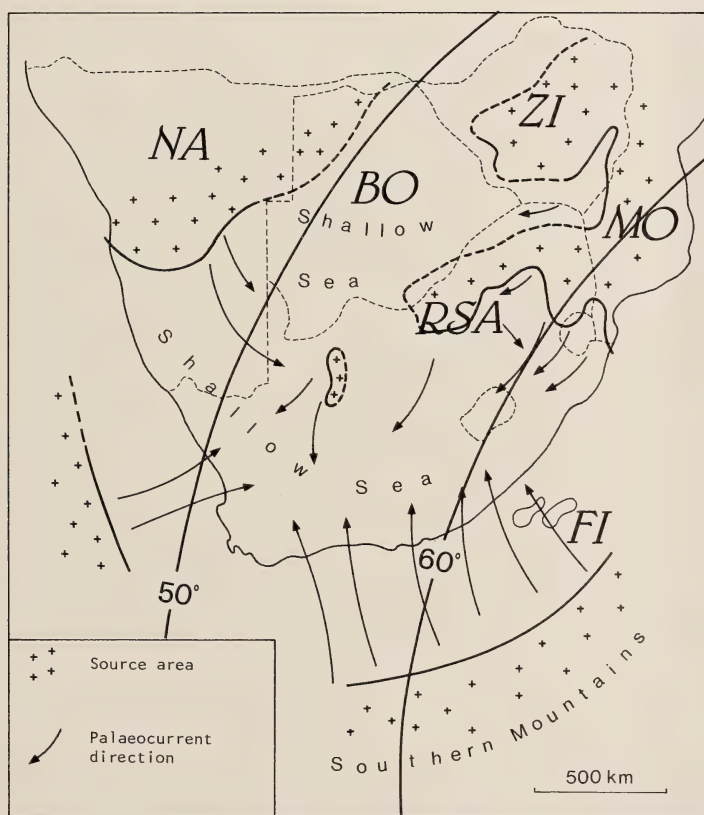 ZI
NA
BO
Shallow
Sea
MO
RSA
Shallow
Sea
FI
50°
60°
Southern Mountains
Source area
Palaeocurrent
direction
500 km